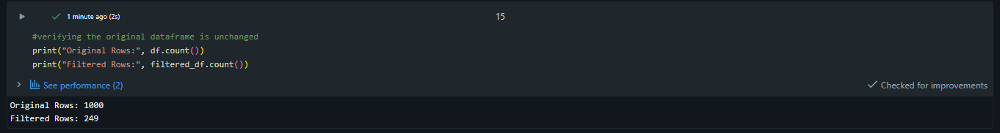 1 minute ago (2s)
15
#verifying the original dataframe is unchanged
print("Original Rows:", df.count())
print("Filtered Rows:", filtered_df.count())
See performance (2)
Checked for improvements
Original Rows: 1000
Filtered Rows: 249